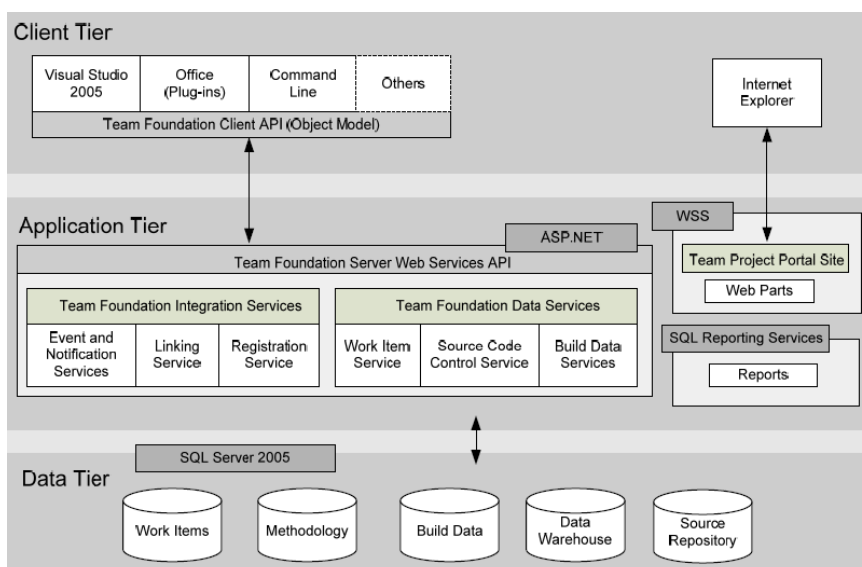 Client Tier
Visual Studio
2005
Office
(Plug-ins)
Command
Line
Others
Team Foundation Client API (Object Model)
Internet
Explorer
Application Tier
ASP.NET
Team Foundation Server Web Services API
Team Foundation Integration Services
Event and
Notification
Services
Linking
Service
Registration
Service
Team Foundation Data Services
Work Item
Service
Source Code
Control Service
Build Data
Services
WSS
Team Project Portal Site
Web Parts
SQL Reporting Services
Reports
SQL Server 2005
Data Tier
Work Items
Methodology
Build Data
Data
Warehouse
Source
Repository